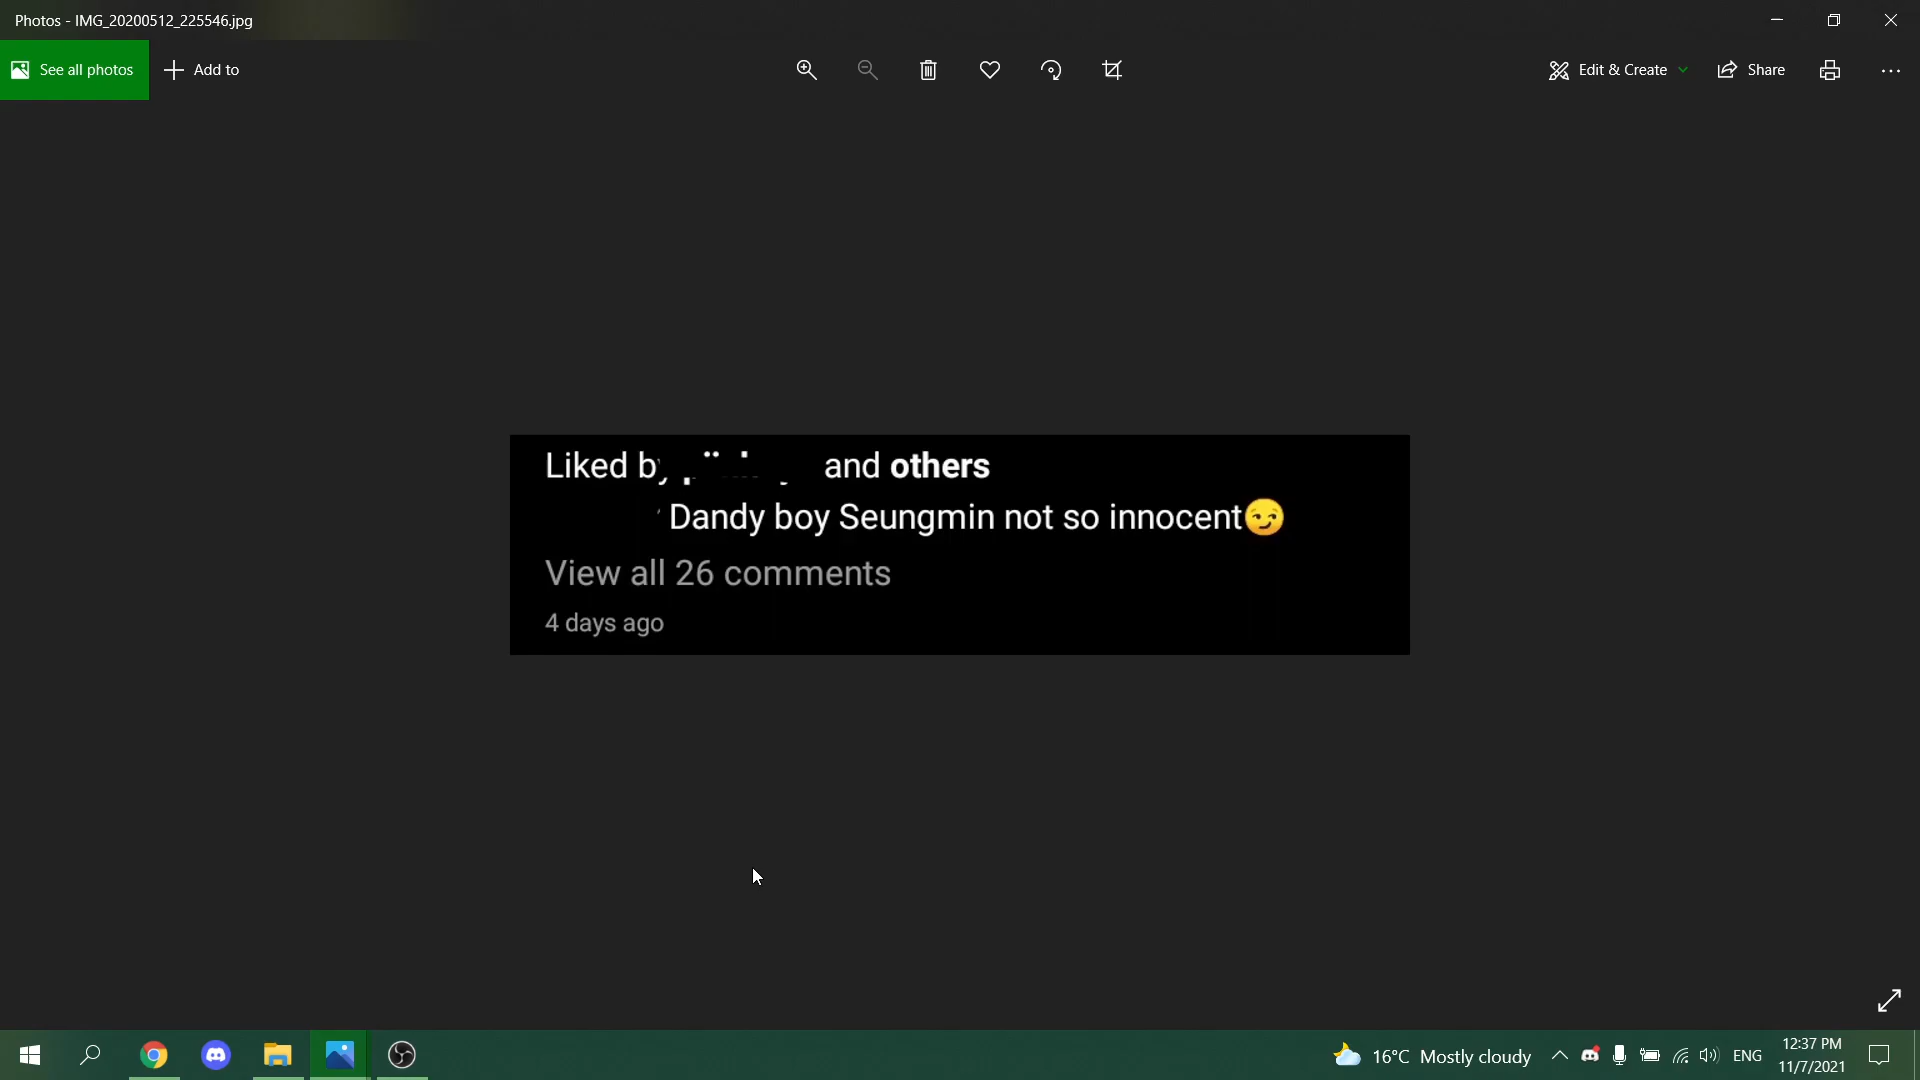 Photos - IMG_20200512_225546.jpg
See all photos
Add to
Edit & Create
Share
Liked by and others
Dandy boy Seungmin not so innocent😏
View all 26 comments
4 days ago
16°C Mostly cloudy
ENG
12:37 PM
11/7/2021